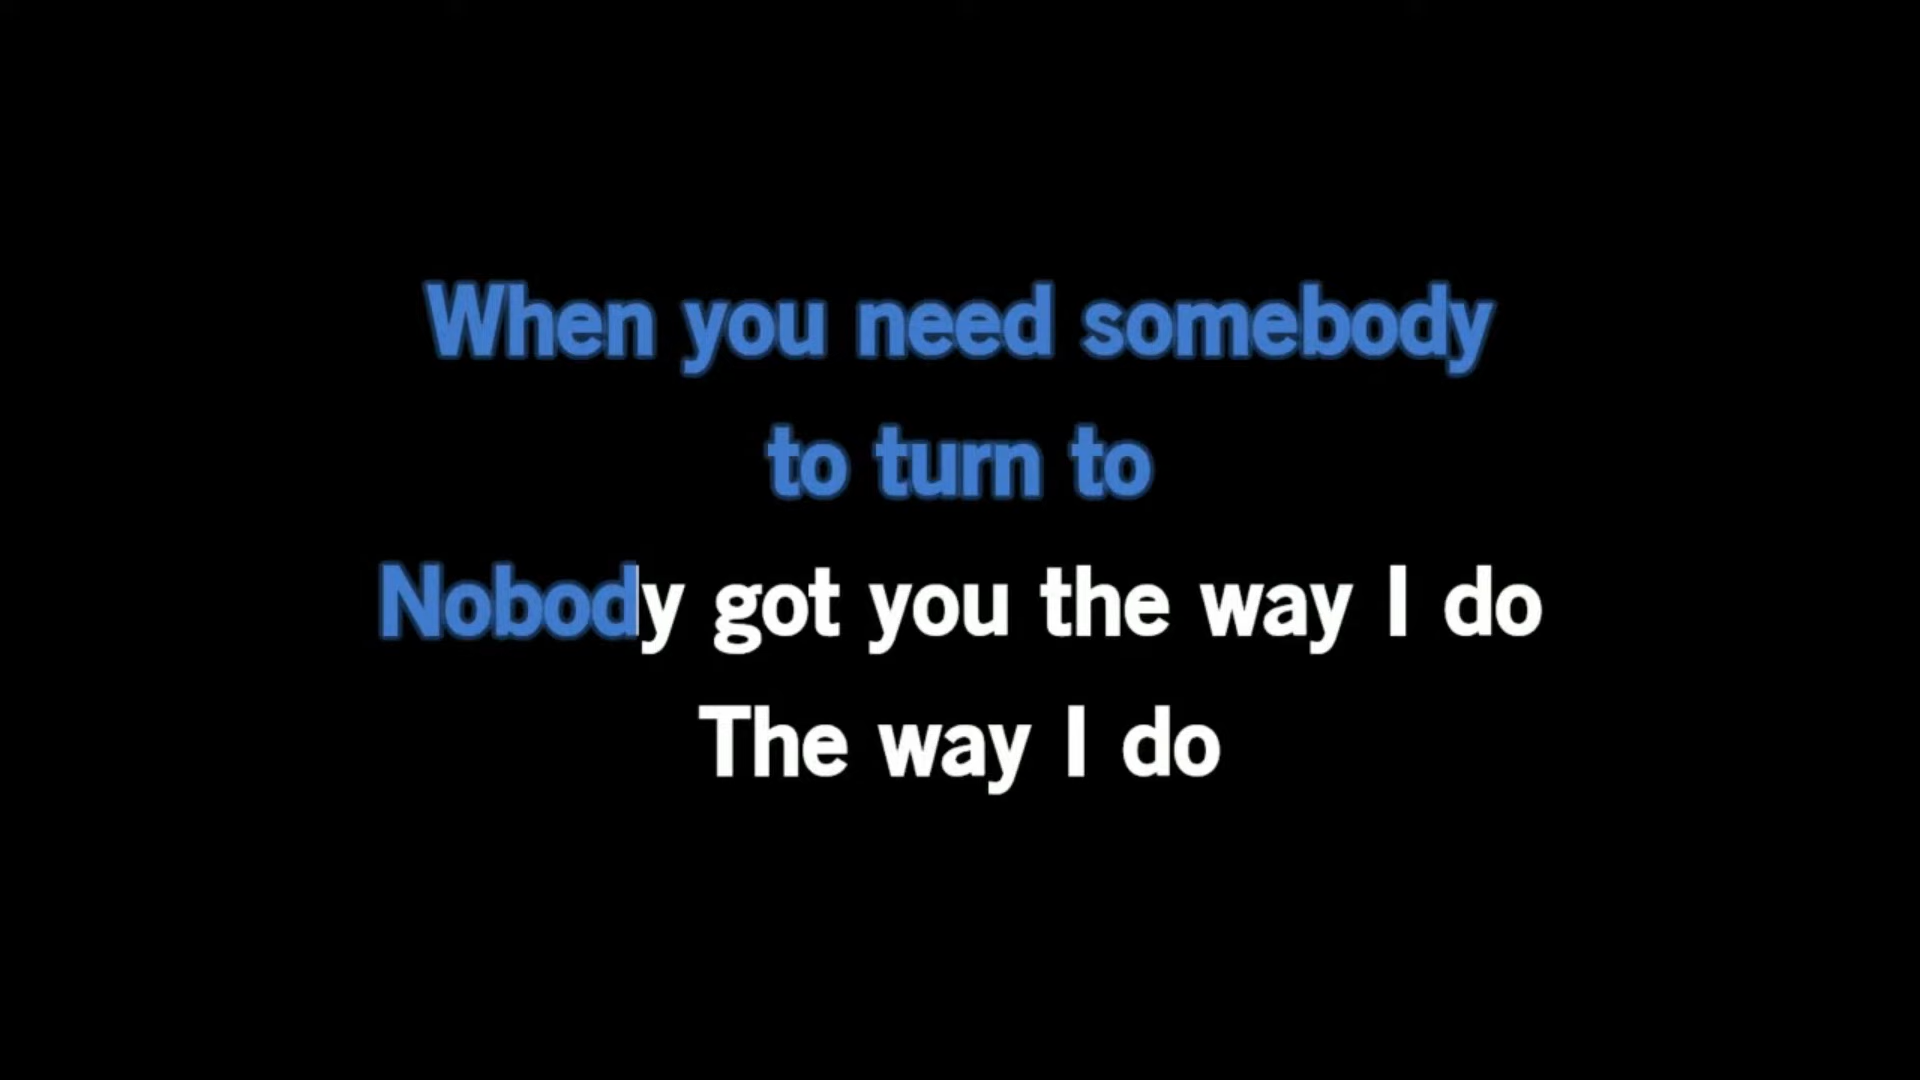 When you need somebody
to turn to
Nobody got you the way I do
The way I do